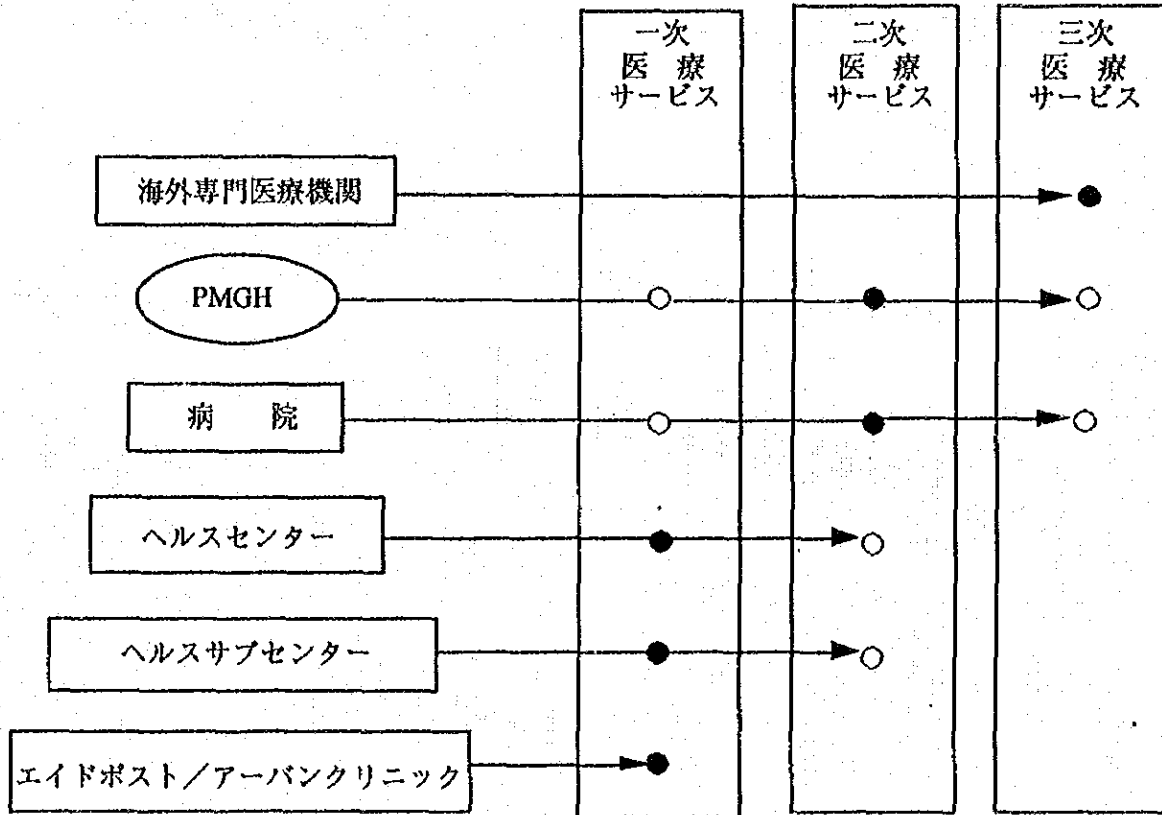 一次
医 療
サービス
二次
医 療
サービス
三次
医 療
サービス
海外専門医療機関
PMGH
病 院
ヘルスセンター
ヘルスサブセンター
エイドポスト/アーバンクリニック